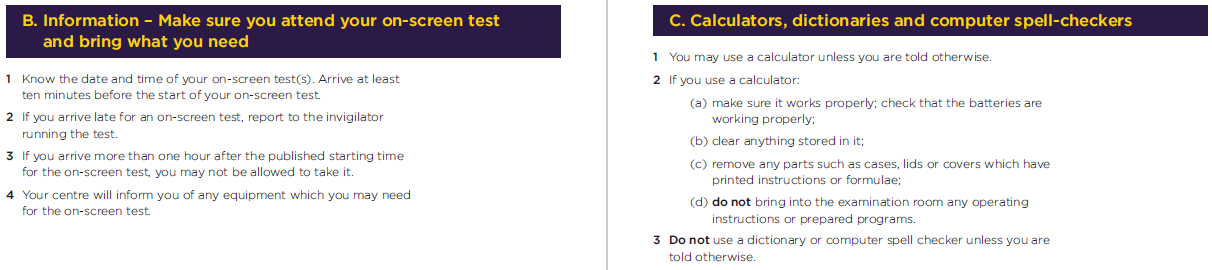 B. Information – Make sure you attend your on-screen test
and bring what you need
1 Know the date and time of your on-screen test(s). Arrive at least
ten minutes before the start of your on-screen test.
2 If you arrive late for an on-screen test, report to the invigilator
running the test.
3 If you arrive more than one hour after the published starting time
for the on-screen test, you may not be allowed to take it.
4 Your centre will inform you of any equipment which you may need
for the on-screen test.
C. Calculators, dictionaries and computer spell-checkers
1 You may use a calculator unless you are told otherwise.
2 If you use a calculator:
(a) make sure it works properly; check that the batteries are
working properly;
(b) clear anything stored in it;
(c) remove any parts such as cases, lids or covers which have
printed instructions or formulae;
(d) do not bring into the examination room any operating
instructions or prepared programs.
3 Do not use a dictionary or computer spell checker unless you are
told otherwise.